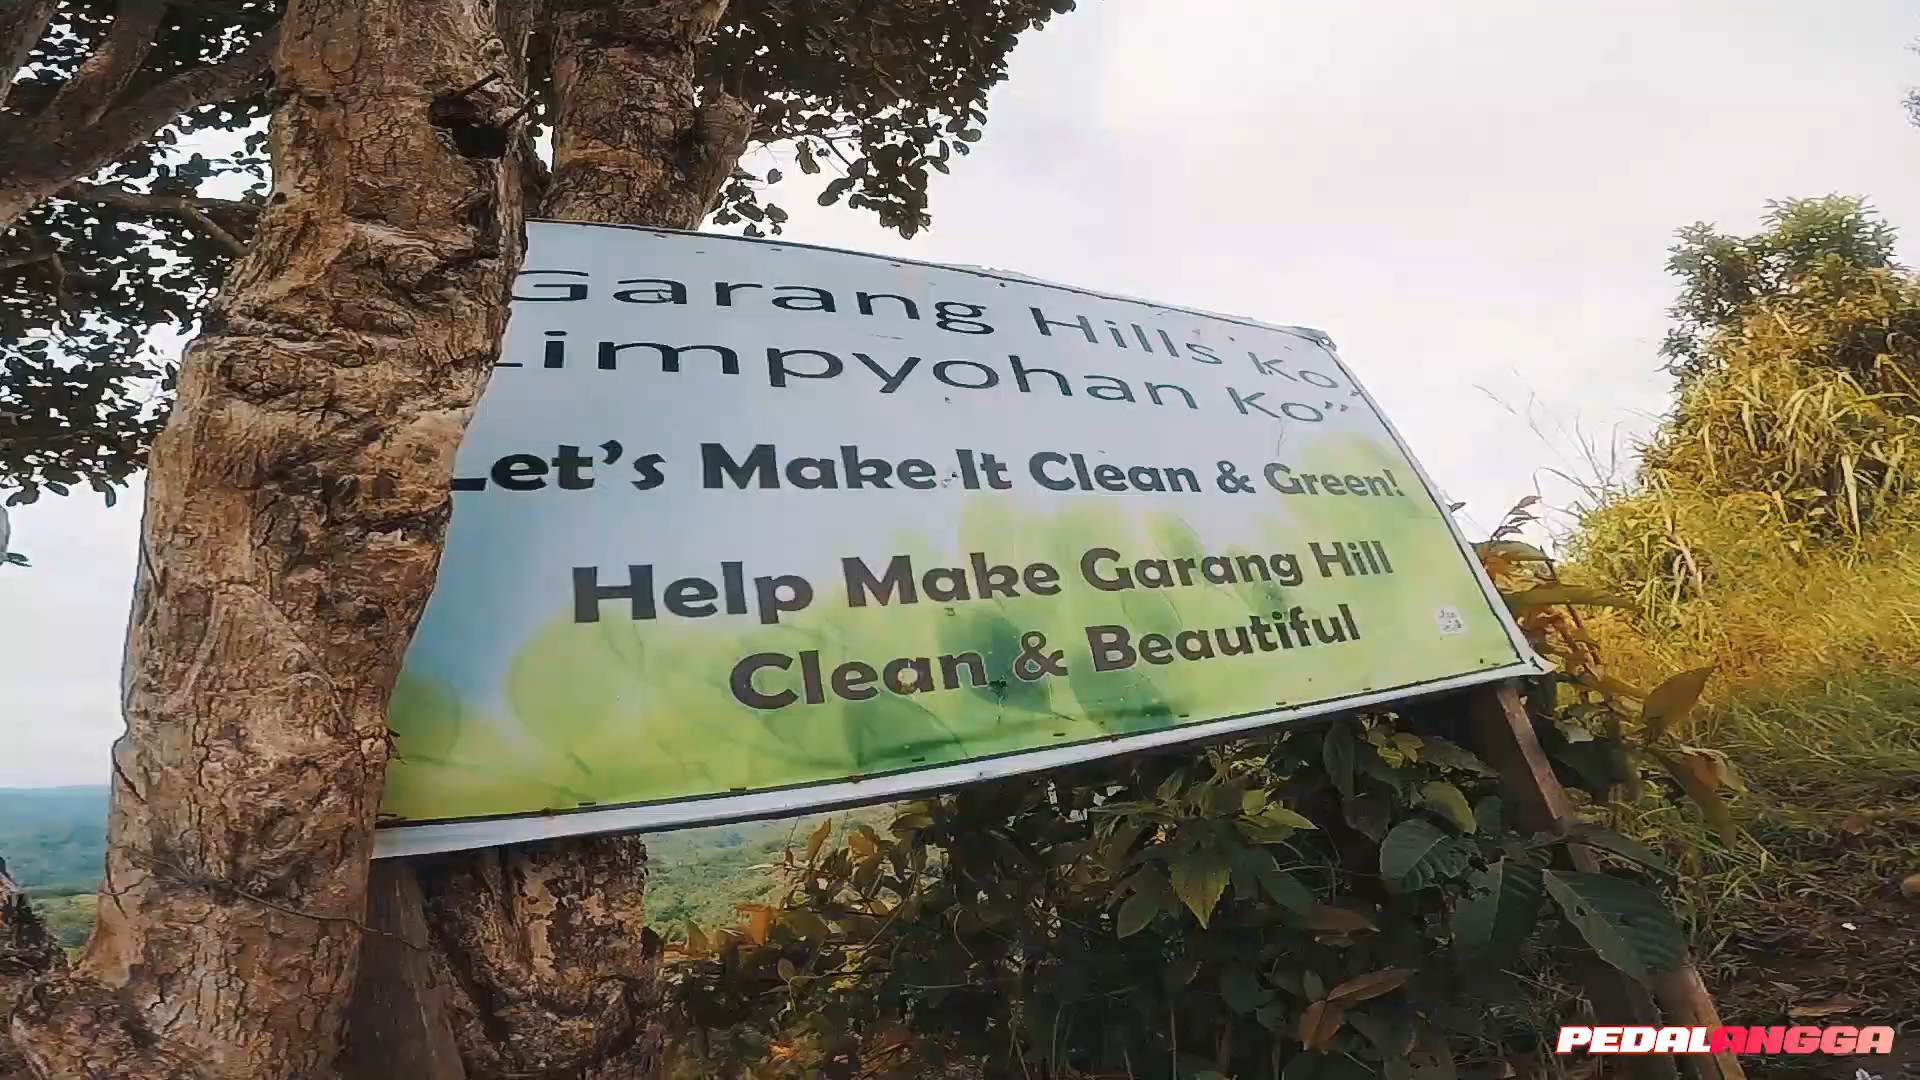 Garang Hills Ko,
Limpyohan Ko"
Let's Make It Clean & Green!
Help Make Garang Hill
Clean & Beautiful
PEDALANGGA